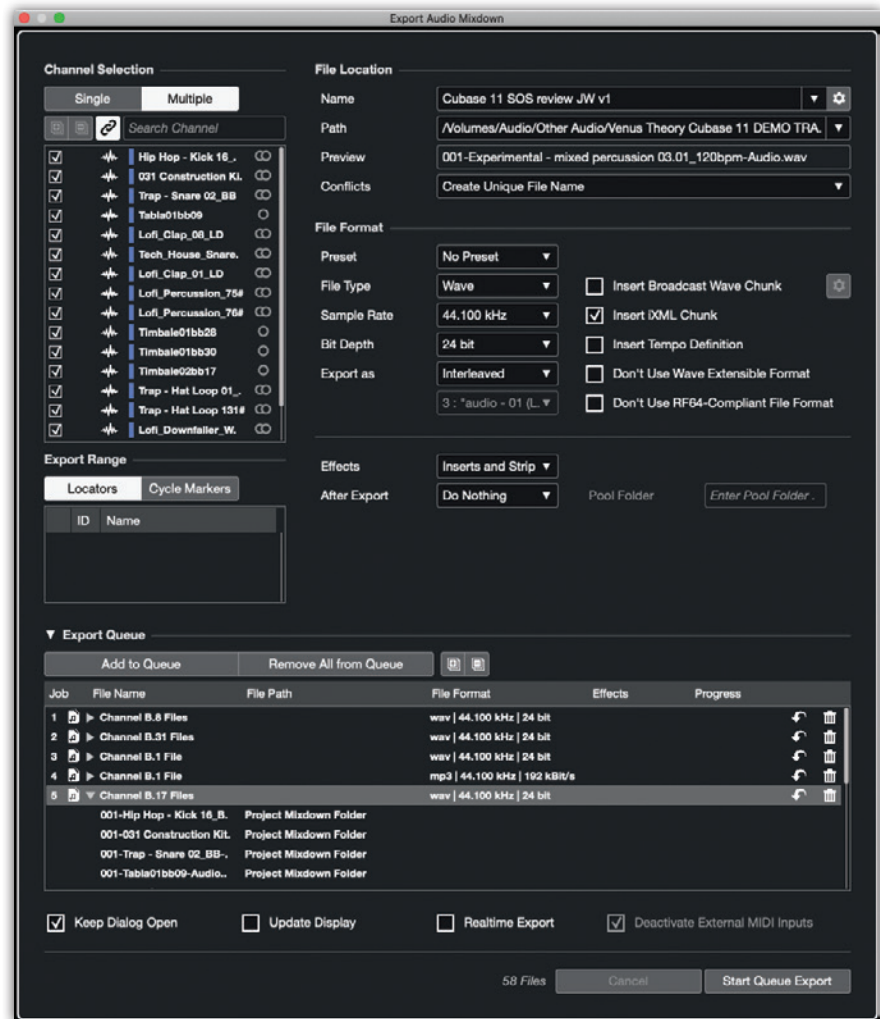 Export Audio Mixdown
Channel Selection
Single Multiple
Search Channel
Hip Hop - Kick 16_.
031 Construction Ki.
Trap - Snare 02_BB
Tabla01bb09
Lofi_Clap_08_LD
Tech_House_Snare.
Lofi_Clap_01_LD
Lofi_Percussion_75#
Lofi_Percussion_76#
Timbale01bb28
Timbale01bb30
Timbale02bb17
Trap - Hat Loop 01_.
Trap - Hat Loop 131#
Lofi_Downfaller_W.
Export Range
Locators Cycle Markers
ID Name
File Location
Name Cubase 11 SOS review JW v1
Path /Volumes/Audio/Other Audio/Venus Theory Cubase 11 DEMO TRA.
Preview 001-Experimental - mixed percussion 03.01_120bpm-Audio.wav
Conflicts Create Unique File Name
File Format
Preset No Preset
File Type Wave Insert Broadcast Wave Chunk
Sample Rate 44.100 kHz Insert iXML Chunk
Bit Depth 24 bit Insert Tempo Definition
Export as Interleaved Don't Use Wave Extensible Format
3 : "audio - 01 (L. Don't Use RF64-Compliant File Format
Effects Inserts and Strip
After Export Do Nothing Pool Folder Enter Pool Folder .
Export Queue
Add to Queue Remove All from Queue
Job File Name File Path File Format Effects Progress
1 Channel B.8 Files wav | 44.100 kHz | 24 bit
2 Channel B.31 Files wav | 44.100 kHz | 24 bit
3 Channel B.1 File wav | 44.100 kHz | 24 bit
4 Channel B.1 File mp3 | 44.100 kHz | 192 kBit/s
5 Channel B.17 Files wav | 44.100 kHz | 24 bit
001-Hip Hop - Kick 16_B. Project Mixdown Folder
001-031 Construction Kit. Project Mixdown Folder
001-Trap - Snare 02_BB-. Project Mixdown Folder
001-Tabla01bb09-Audio.. Project Mixdown Folder
Keep Dialog Open Update Display Realtime Export Deactivate External MIDI Inputs
58 Files Cancel Start Queue Export